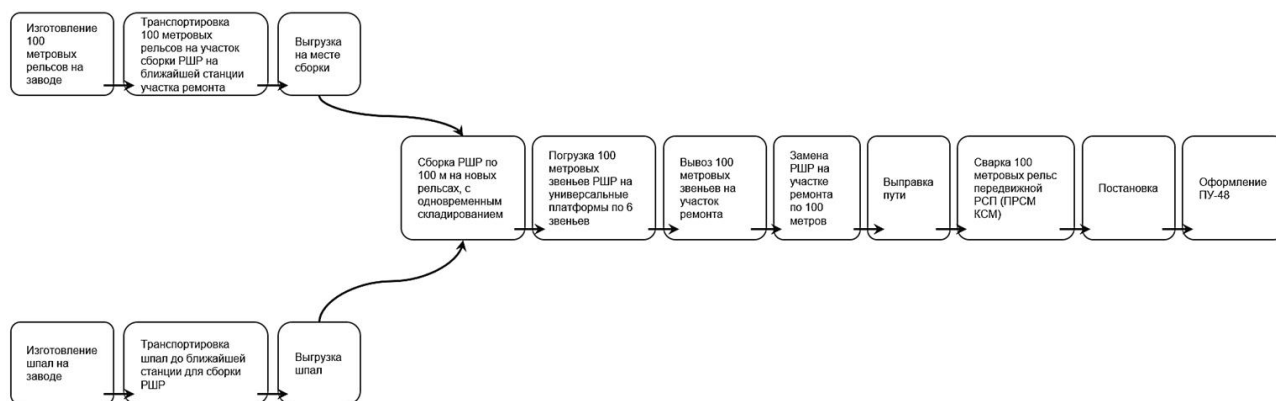 Изготовление
100
метровых
рельсов на
заводе
Транспортировка
100 метровых
рельсов на участок
сборки РШР на
ближайшей станции
участка ремонта
Выгрузка
на месте
сборки
Сборка РШР по
100 м на новых
рельсах, с
одновременным
складированием
Погрузка 100
метровых
звеньев РШР на
универсальные
платформы по 6
звеньев
Вывоз 100
метровых
звеньев на
участок
ремонта
Замена
РШР на
участке
ремонта
по 100
метров
Выправка
пути
Сварка 100
метровых рельс
передвижной
РСП (ПРСМ
КСМ)
Постановка
Оформление
ПУ-48
Изготовление
шпал на
заводе
Транспортировка
шпал до ближайшей
станции для сборки
РШР
Выгрузка
шпал